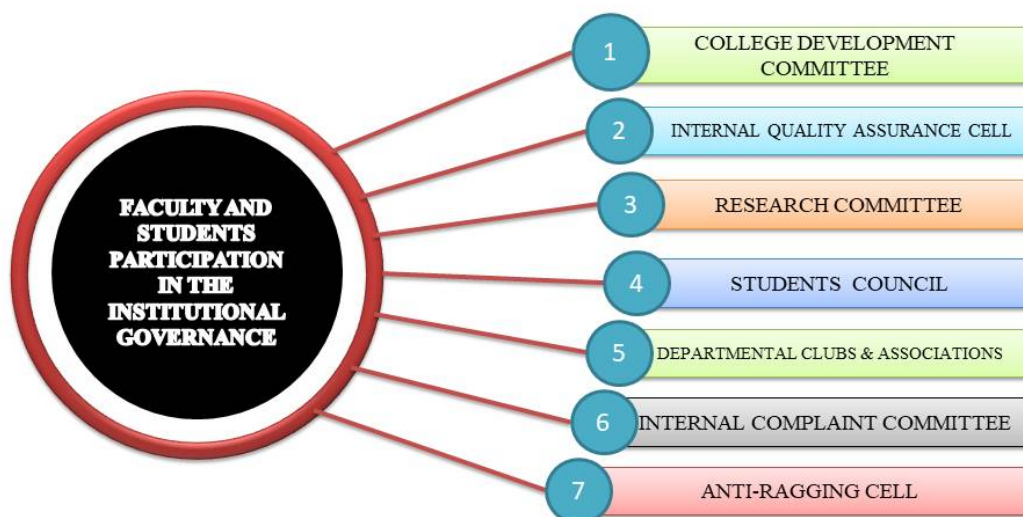 FACULTY AND
STUDENTS
PARTICIPATION
IN THE
INSTITUTIONAL
GOVERNANCE
1
COLLEGE DEVELOPMENT
COMMITTEE
2
INTERNAL QUALITY ASSURANCE CELL
3
RESEARCH COMMITTEE
4
STUDENTS COUNCIL
5
DEPARTMENTAL CLUBS & ASSOCIATIONS
6
INTERNAL COMPLAINT COMMITTEE
7
ANTI-RAGGING CELL